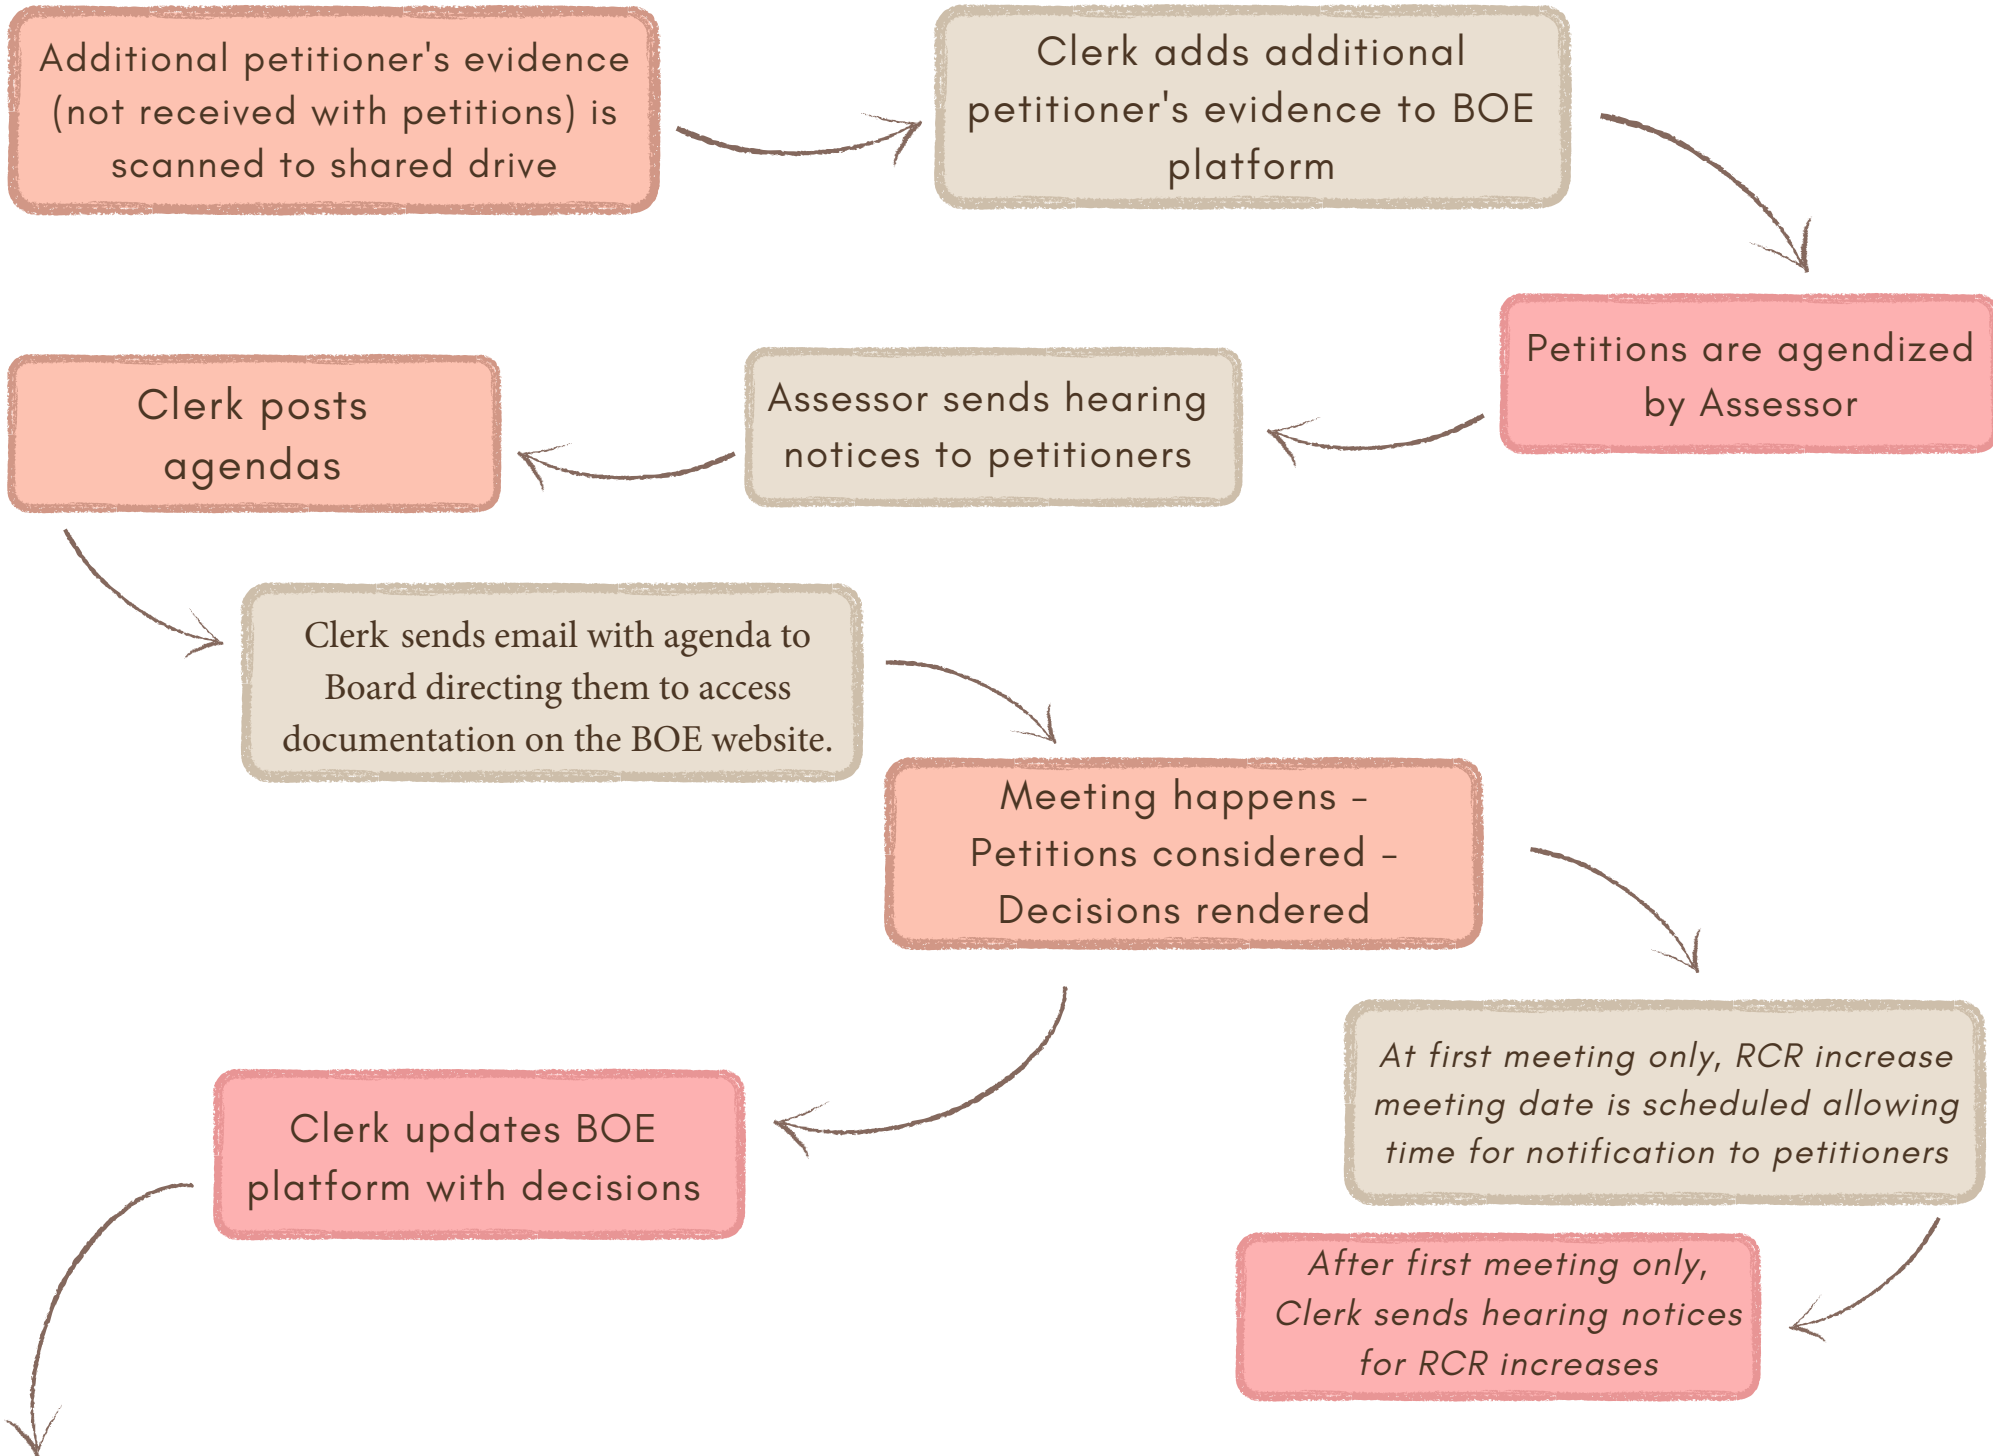 Additional petitioner's evidence
(not received with petitions) is
scanned to shared drive
Clerk adds additional
petitioner's evidence to BOE
platform
Petitions are agendized
by Assessor
Assessor sends hearing
notices to petitioners
Clerk posts
agendas
Clerk sends email with agenda to
Board directing them to access
documentation on the BOE website.
Meeting happens -
Petitions considered -
Decisions rendered
At first meeting only, RCR increase
meeting date is scheduled allowing
time for notification to petitioners
After first meeting only,
Clerk sends hearing notices
for RCR increases
Clerk updates BOE
platform with decisions